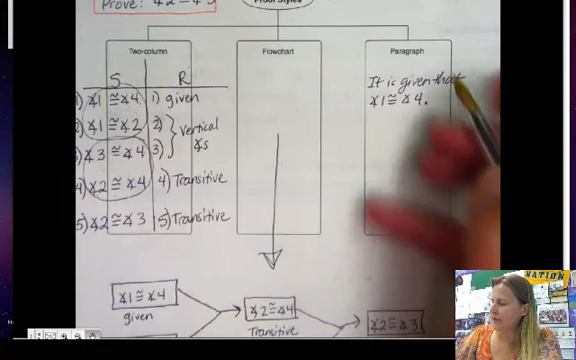 Prove: ∡2 ≅ ∡3
Proof Styles
Two-column
Flowchart
Paragraph
S R
1) ∡1 ≅ ∡4 1) given
2) ∡1 ≅ ∡2 2) vertical
3) ∡3 ≅ ∡4 3) ∡s
4) ∡2 ≅ ∡4 4) Transitive
5) ∡2 ≅ ∡3 5) Transitive
It is given that
∡1 ≅ ∡4.
∡1 ≅ ∡4
given
∡2 ≅ ∡4
Transitive
∡2 ≅ ∡3
NATION